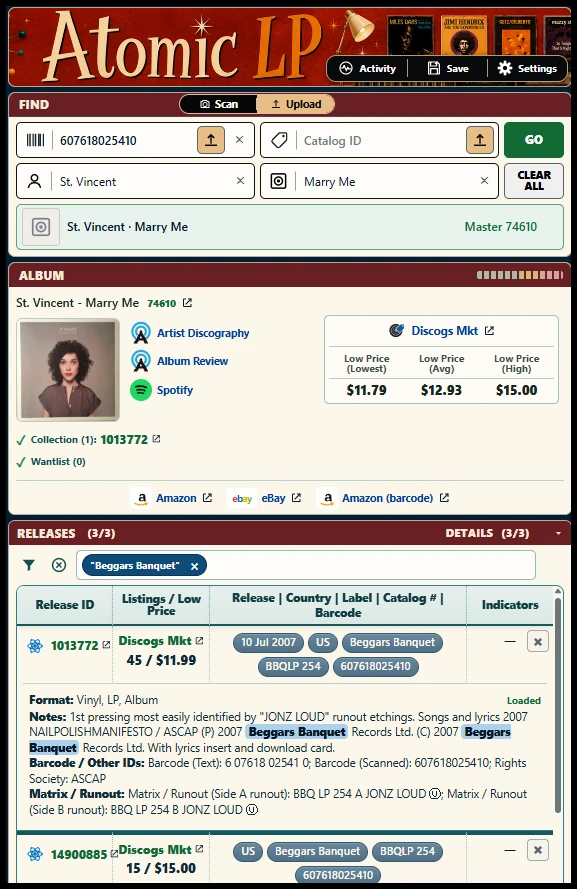 Atomic LP
MILES DAVIS
JIMI HENDRIX
GETZ/GILBERTO
Activity
Save
Settings
FIND
Scan
Upload
607618025410
×
Catalog ID
GO
St. Vincent
×
Marry Me
×
CLEAR ALL
St. Vincent · Marry Me
Master 74610
ALBUM
St. Vincent - Marry Me 74610
Artist Discography
Album Review
Spotify
Discogs Mkt
Low Price (Lowest)
Low Price (Avg)
Low Price (High)
$11.79
$12.93
$15.00
✓ Collection (1): 1013772
✓ Wantlist (0)
a Amazon
ebay eBay
a Amazon (barcode)
RELEASES (3/3)
DETAILS (3/3)
"Beggars Banquet" ×
Release ID
Listings / Low Price
Release | Country | Label | Catalog # | Barcode
Indicators
1013772
Discogs Mkt
45 / $11.99
10 Jul 2007
US
Beggars Banquet
BBQLP 254
607618025410
—
×
Format: Vinyl, LP, Album
Loaded
Notes: 1st pressing most easily identified by "JONZ LOUD" runout etchings. Songs and lyrics 2007
NAILPOLISHMANIFESTO / ASCAP (P) 2007 Beggars Banquet Records Ltd. (C) 2007 Beggars
Banquet Records Ltd. With lyrics insert and download card.
Barcode / Other IDs: Barcode (Text): 6 07618 02541 0; Barcode (Scanned): 607618025410; Rights
Society: ASCAP
Matrix / Runout: Matrix / Runout (Side A runout): BBQ LP 254 A JONZ LOUD Ⓤ; Matrix / Runout
(Side B runout): BBQ LP 254 B JONZ LOUD Ⓤ
14900885
Discogs Mkt
15 / $15.00
US
Beggars Banquet
BBQLP 254
607618025410
—
×